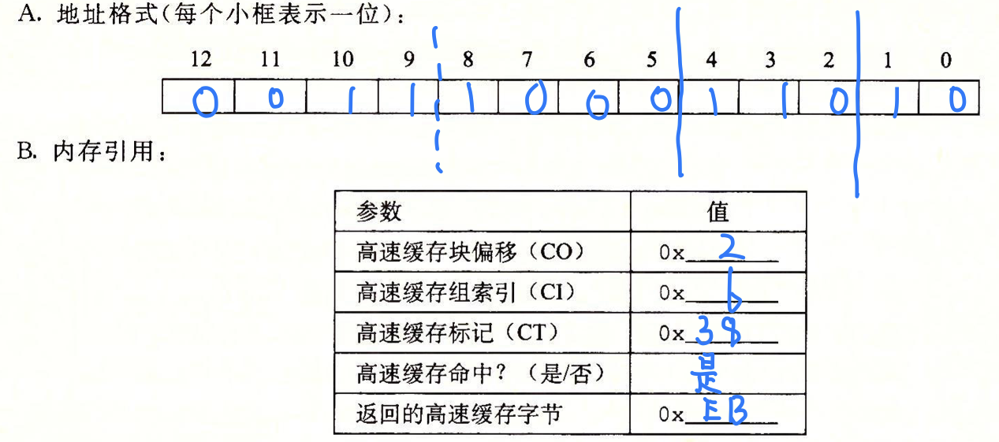 A. 地址格式(每个小框表示一位):
12 11 10 9 8 7 6 5 4 3 2 1 0
0 0 1 1 1 0 0 0 1 1 0 1 0
B. 内存引用:
参数 值
高速缓存块偏移(CO) 0x 2
高速缓存组索引(CI) 0x 6
高速缓存标记(CT) 0x 38
高速缓存命中?(是/否) 是
返回的高速缓存字节 0x EB